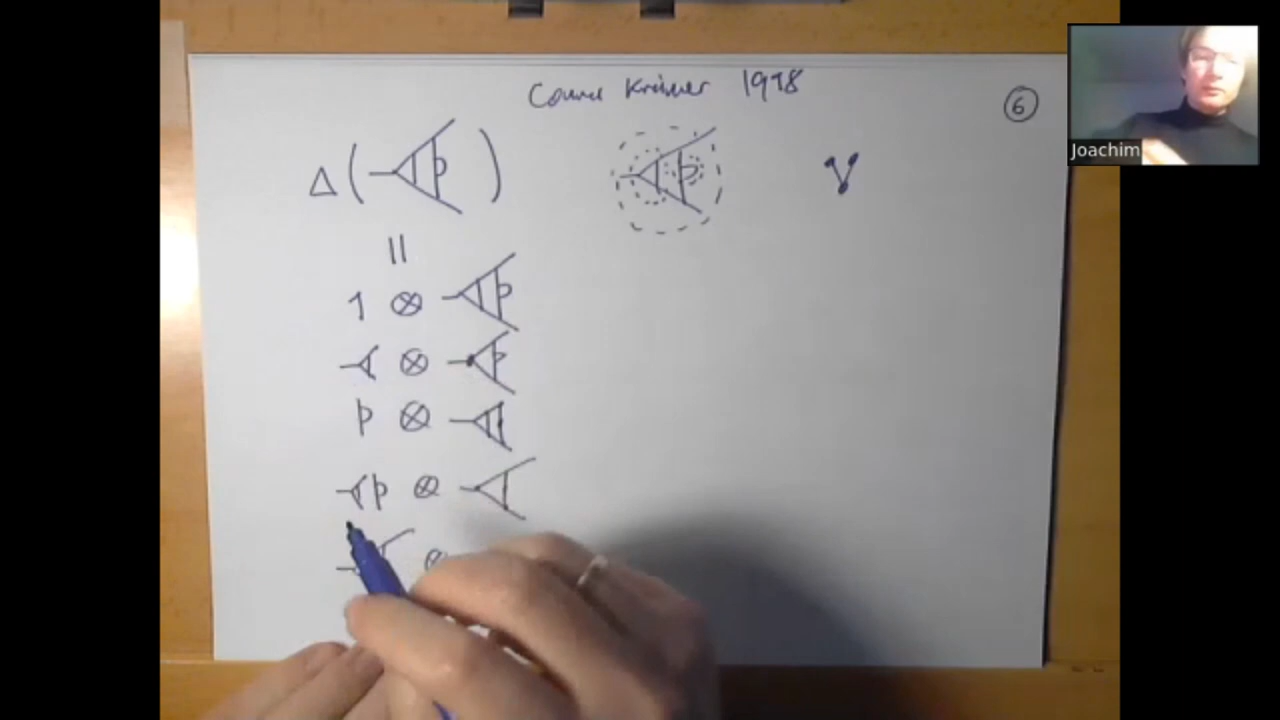 Connes Kreimer 1998
6
Joachim
Δ ( )
||
1 ⊗
⊗
⊗
⊗
⊗